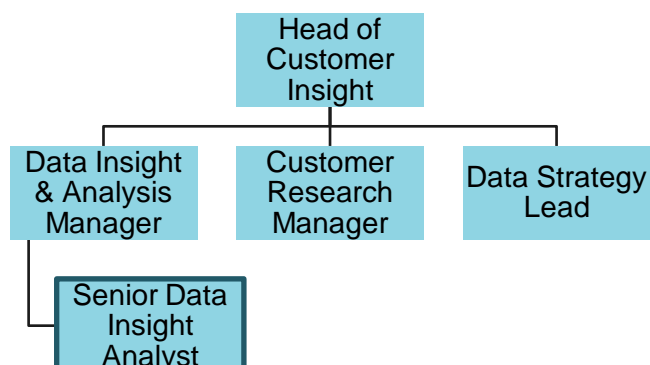 Head of
Customer
Insight
Data Insight
& Analysis
Manager
Customer
Research
Manager
Data Strategy
Lead
Senior Data
Insight
Analyst